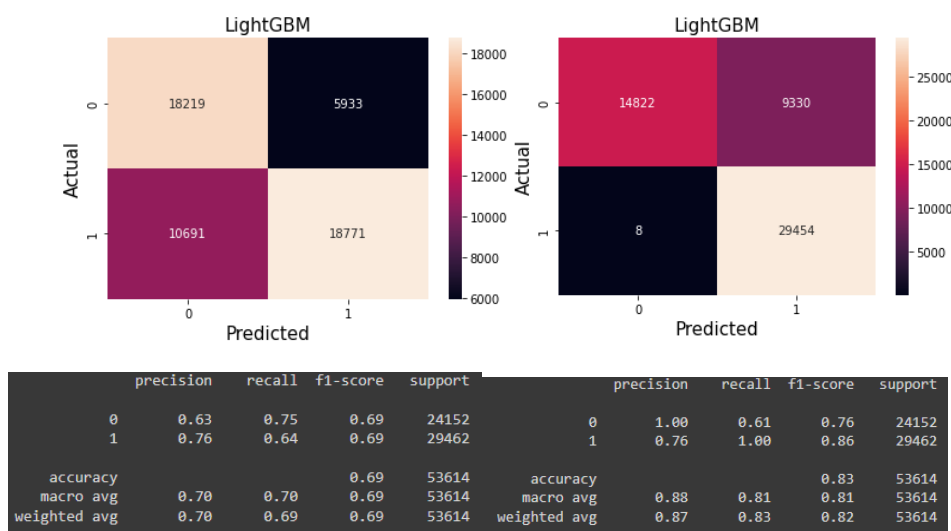 LightGBM
18000
16000
14000
12000
10000
8000
6000
0
1
Actual
18219 5933
10691 18771
0 1
Predicted
LightGBM
25000
20000
15000
10000
5000
0
1
Actual
14822 9330
8 29454
0 1
Predicted
precision recall f1-score support
0 0.63 0.75 0.69 24152
1 0.76 0.64 0.69 29462
accuracy 0.69 53614
macro avg 0.70 0.70 0.69 53614
weighted avg 0.70 0.69 0.69 53614
precision recall f1-score support
0 1.00 0.61 0.76 24152
1 0.76 1.00 0.86 29462
accuracy 0.83 53614
macro avg 0.88 0.81 0.81 53614
weighted avg 0.87 0.83 0.82 53614